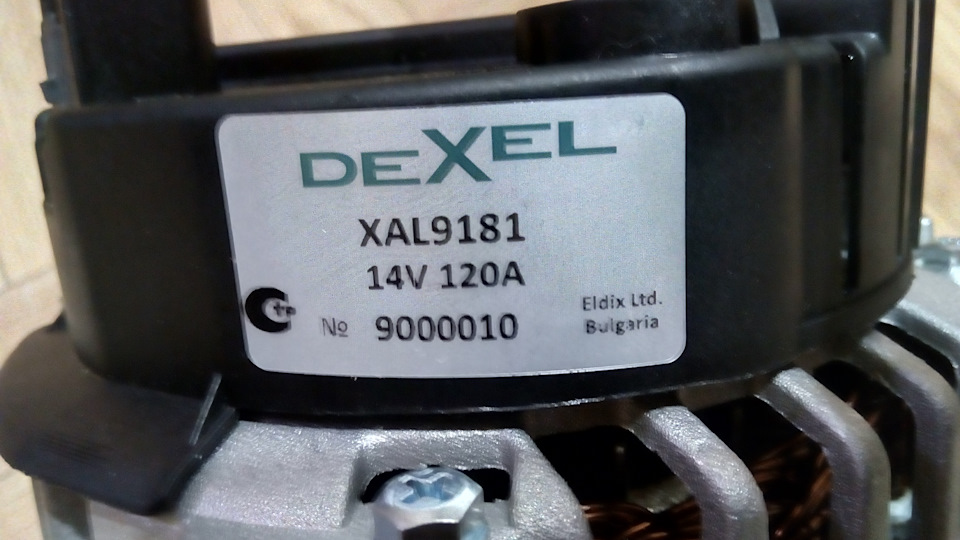 DEXEL
XAL9181
14V 120A
№ 9000010
Eldix Ltd.
Bulgaria